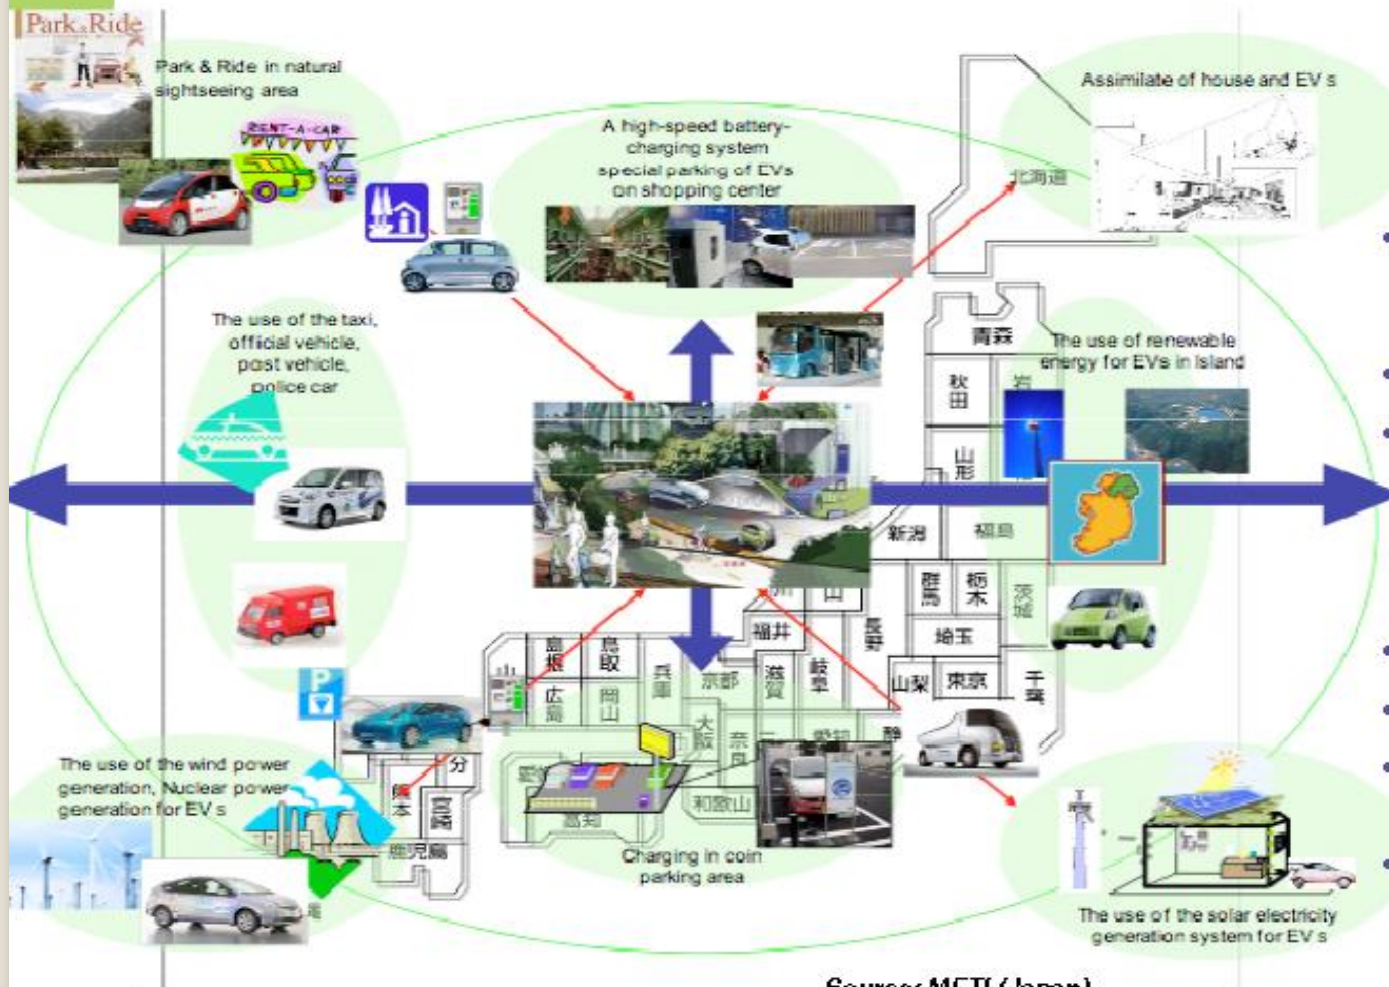 Park & Ride
Park & Ride in natural
sightseeing area
RENT-A-CAR
A high-speed battery-
charging system
special parking of EVs
on shopping center
Assimilate of house and EV s
北海道
The use of the taxi,
official vehicle,
post vehicle,
police car
青森
The use of renewable
energy for EVs in Island
秋田
岩
山形
新潟
福島
群馬
栃木
茨城
福井
長野
埼玉
島根
鳥取
兵庫
京都
滋賀
岐阜
山梨
東京
千葉
広島
岡山
大阪
奈良
愛知
静
P
The use of the wind power
generation, Nuclear power
generation for EV s
分
熊本
宮崎
鹿児島
高知
和歌山
Charging in coin
parking area
The use of the solar electricity
generation system for EV s
Source: METI (Japan)